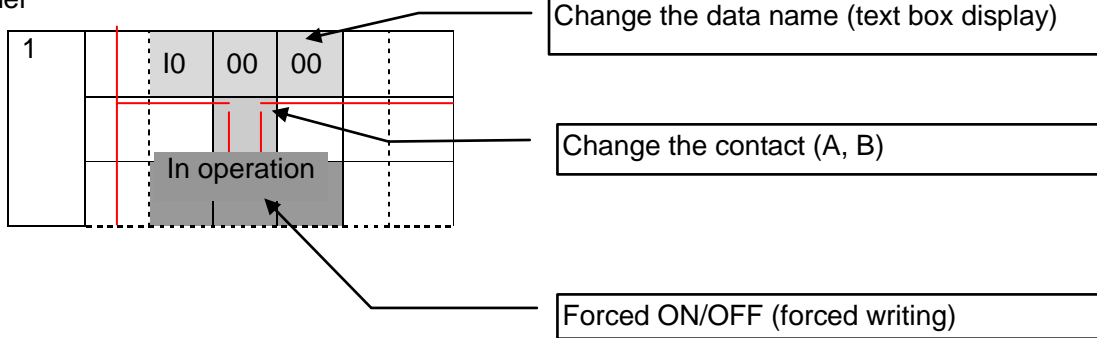 Change the data name (text box display)
1
I0 00 00
Change the contact (A, B)
In operation
Forced ON/OFF (forced writing)